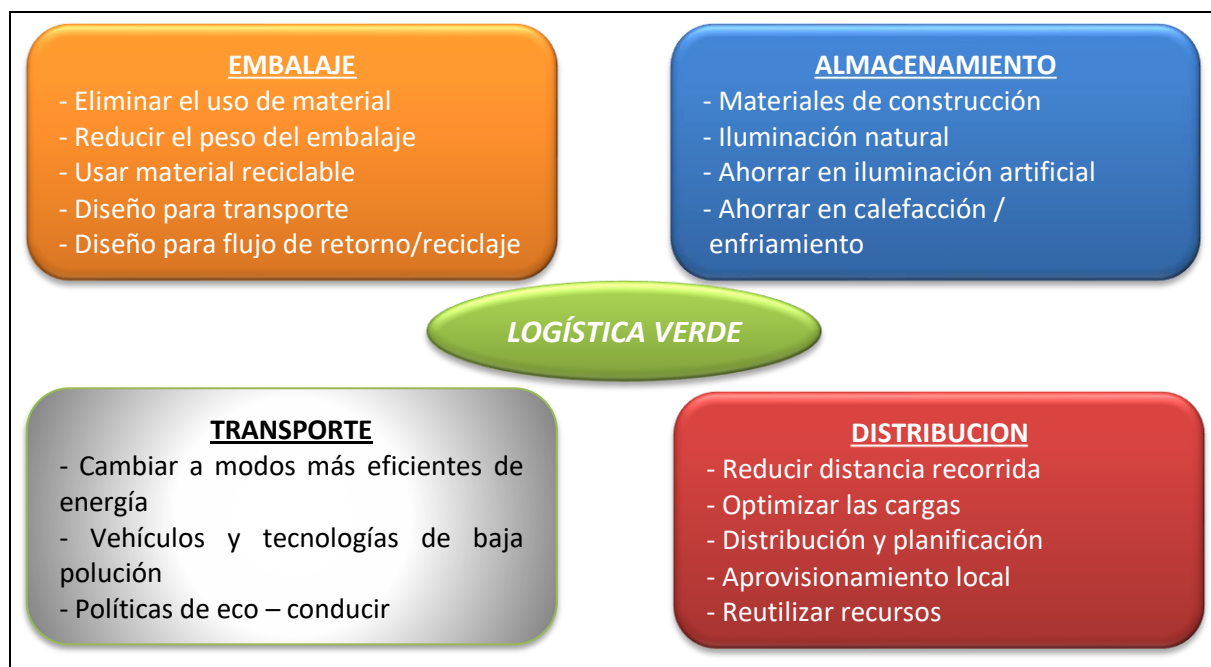 EMBALAJE
- Eliminar el uso de material
- Reducir el peso del embalaje
- Usar material reciclable
- Diseño para transporte
- Diseño para flujo de retorno/reciclaje
ALMACENAMIENTO
- Materiales de construcción
- Iluminación natural
- Ahorrar en iluminación artificial
- Ahorrar en calefacción /
enfriamiento
LOGÍSTICA VERDE
TRANSPORTE
- Cambiar a modos más eficientes de
energía
- Vehículos y tecnologías de baja
polución
- Políticas de eco – conducir
DISTRIBUCION
- Reducir distancia recorrida
- Optimizar las cargas
- Distribución y planificación
- Aprovisionamiento local
- Reutilizar recursos